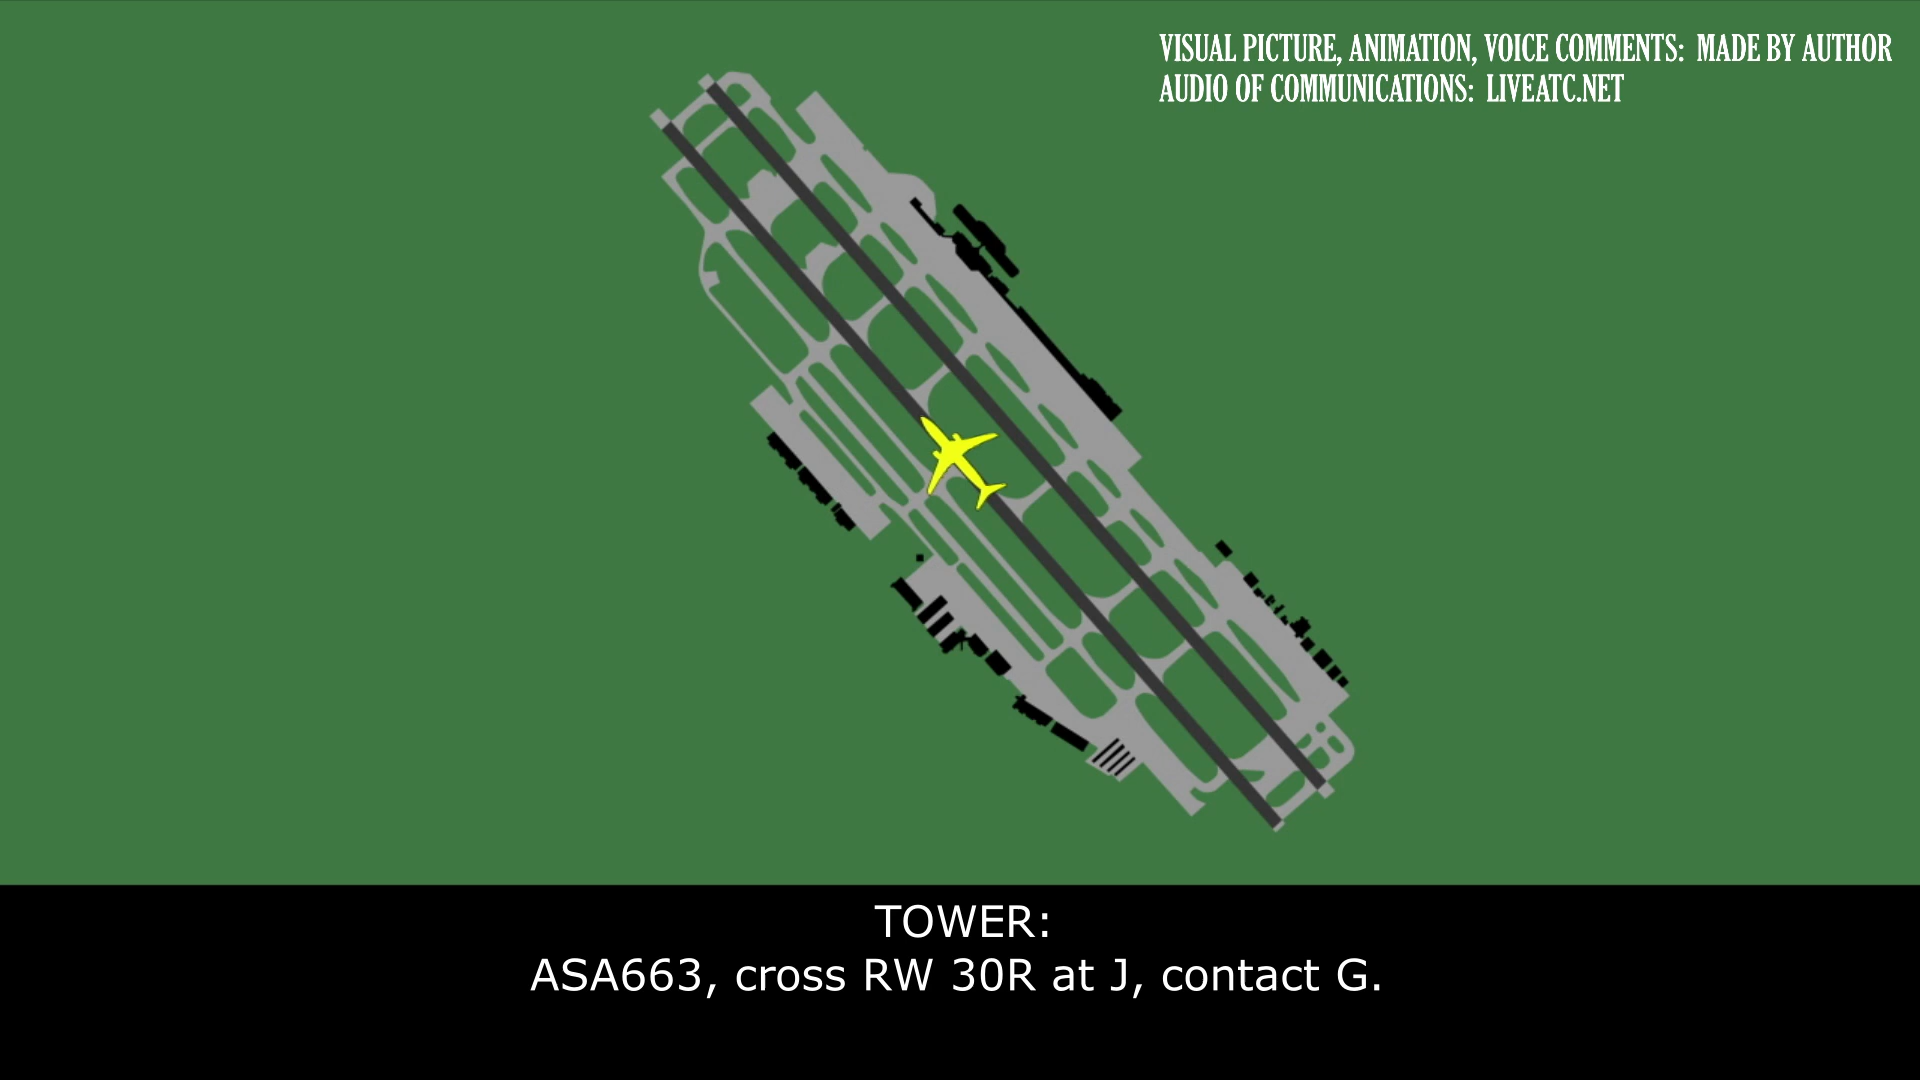 VISUAL PICTURE, ANIMATION, VOICE COMMENTS: MADE BY AUTHOR
AUDIO OF COMMUNICATIONS: LIVEATC.NET
TOWER:
ASA663, cross RW 30R at J, contact G.